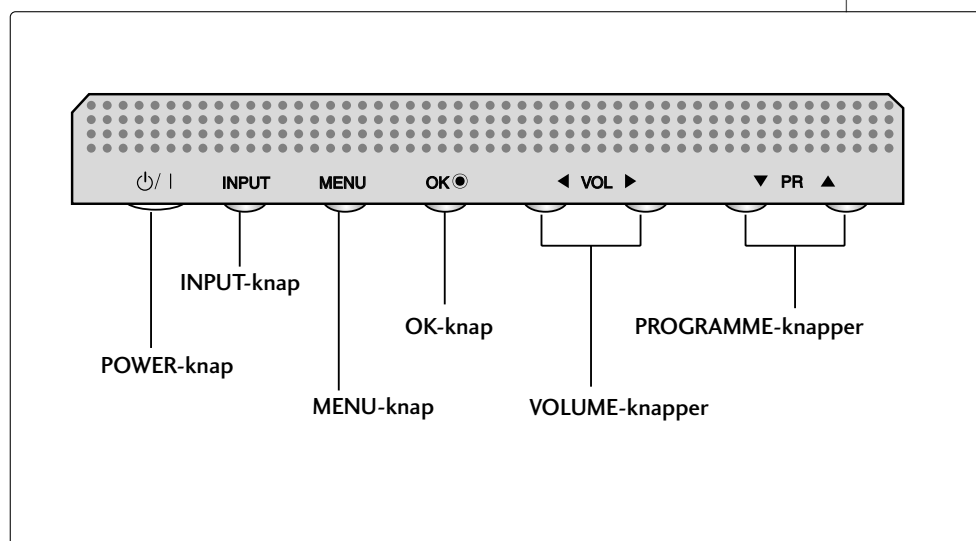 ⏻/ I INPUT MENU OK◉ ◀ VOL ▶ ▼ PR ▲
INPUT-knap
OK-knap PROGRAMME-knapper
POWER-knap
MENU-knap VOLUME-knapper